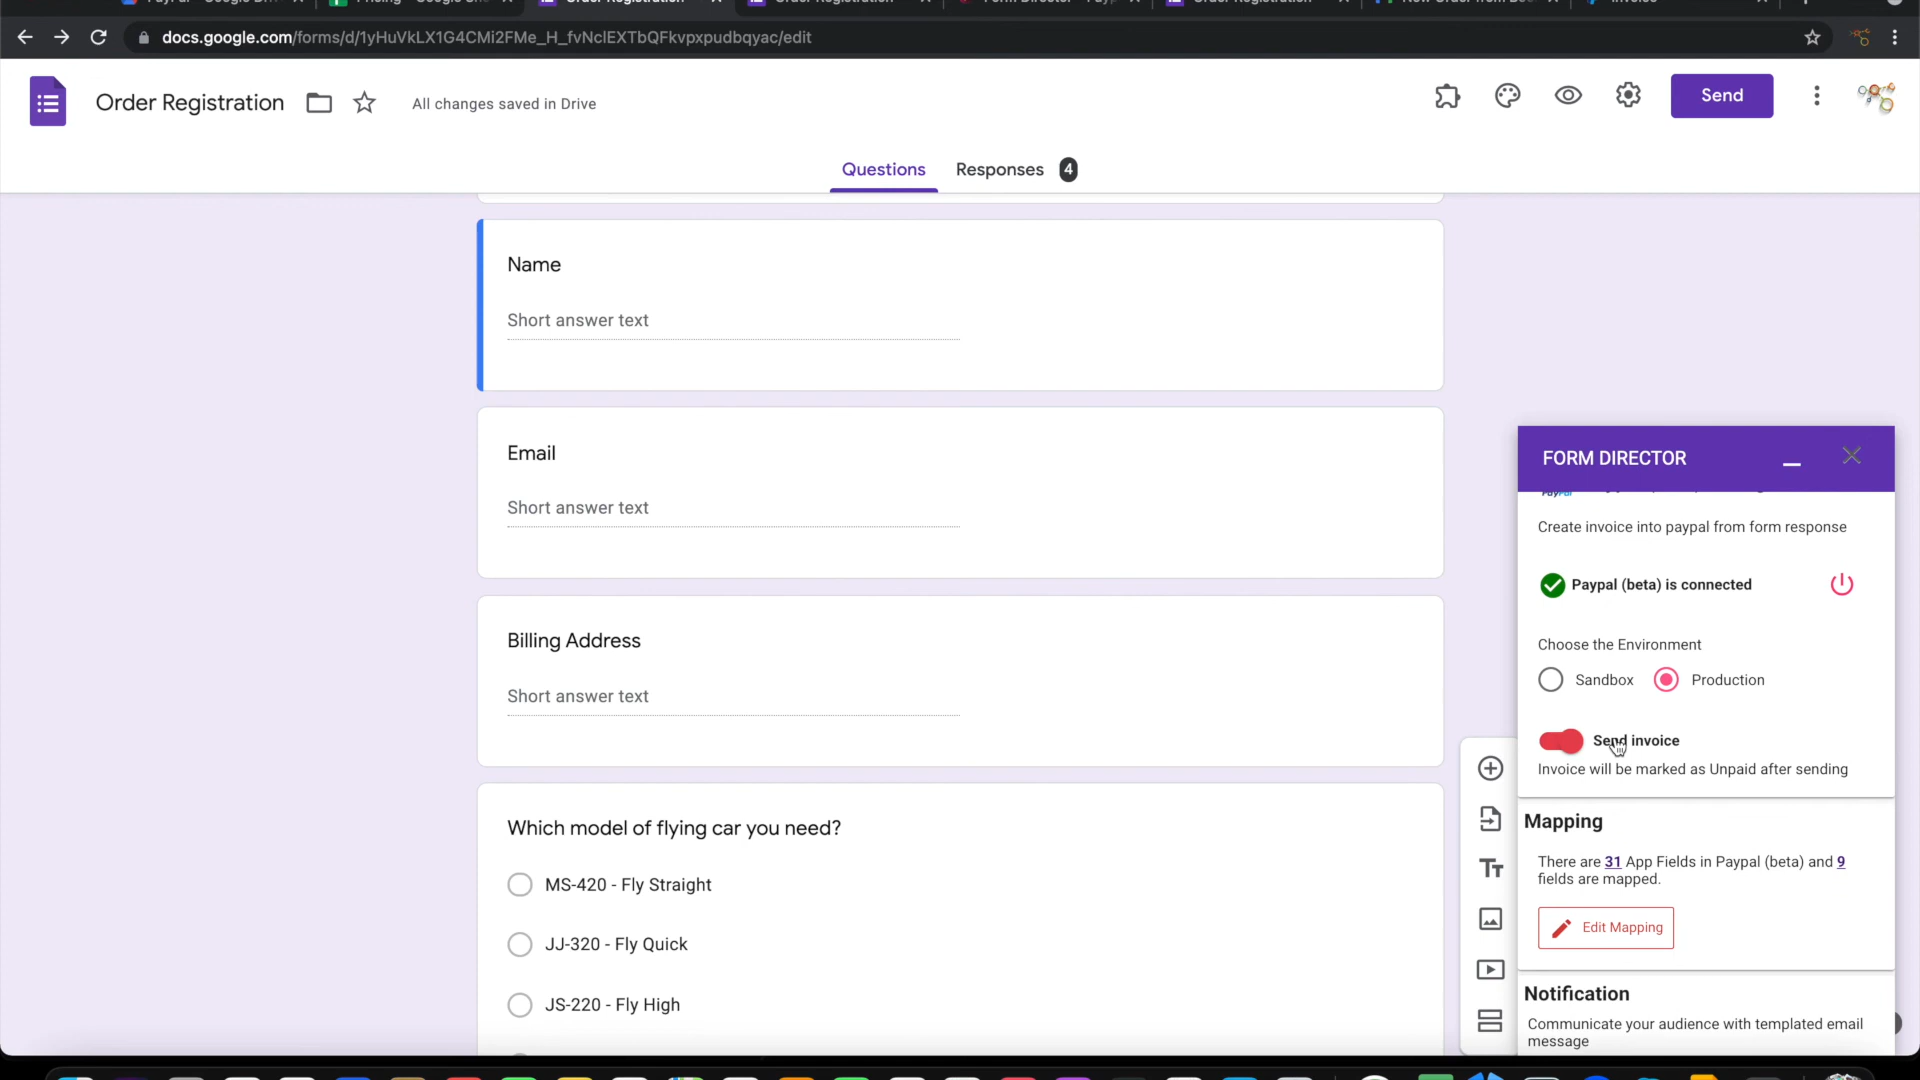 docs.google.com/forms/d/1yHuVkLX1G4CMi2FMe_H_fvNclEXTbQFkvpxpudbqyac/edit
Order Registration
All changes saved in Drive
Send
Questions
Responses 4
Name
Short answer text
Email
Short answer text
Billing Address
Short answer text
Which model of flying car you need?
MS-420 - Fly Straight
JJ-320 - Fly Quick
JS-220 - Fly High
FORM DIRECTOR
Create invoice into paypal from form response
Paypal (beta) is connected
Choose the Environment
Sandbox
Production
Send invoice
Invoice will be marked as Unpaid after sending
Mapping
There are 31 App Fields in Paypal (beta) and 9
fields are mapped.
Edit Mapping
Notification
Communicate your audience with templated email
message